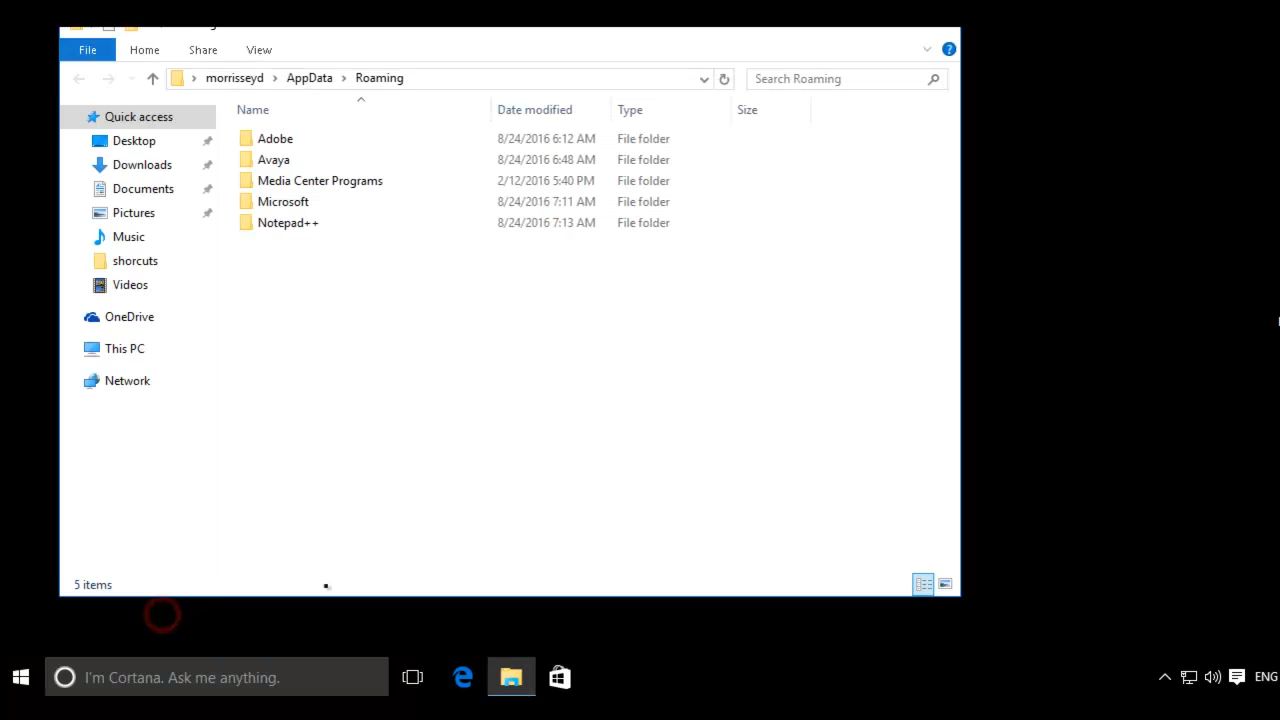 File Home Share View
morrisseyd AppData Roaming Search Roaming
Name Date modified Type Size
Quick access
Desktop
Downloads
Documents
Pictures
Music
shorcuts
Videos
OneDrive
This PC
Network
Adobe 8/24/2016 6:12 AM File folder
Avaya 8/24/2016 6:48 AM File folder
Media Center Programs 2/12/2016 5:40 PM File folder
Microsoft 8/24/2016 7:11 AM File folder
Notepad++ 8/24/2016 7:13 AM File folder
5 items
I'm Cortana. Ask me anything. ENG